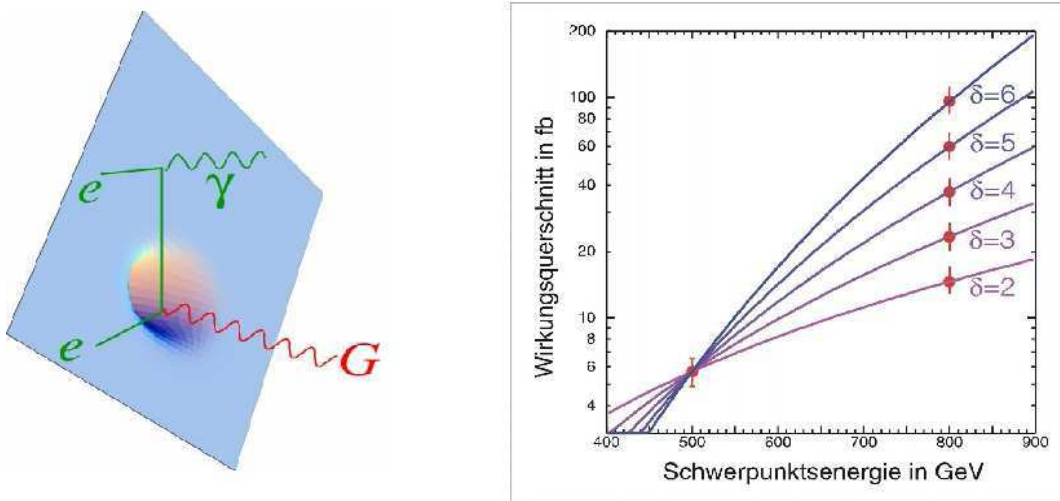 e
γ
e
G
Wirkungsquerschnitt in fb
200
100
80
60
40
20
10
8
6
4
δ=6
δ=5
δ=4
δ=3
δ=2
400 500 600 700 800 900
Schwerpunktsenergie in GeV